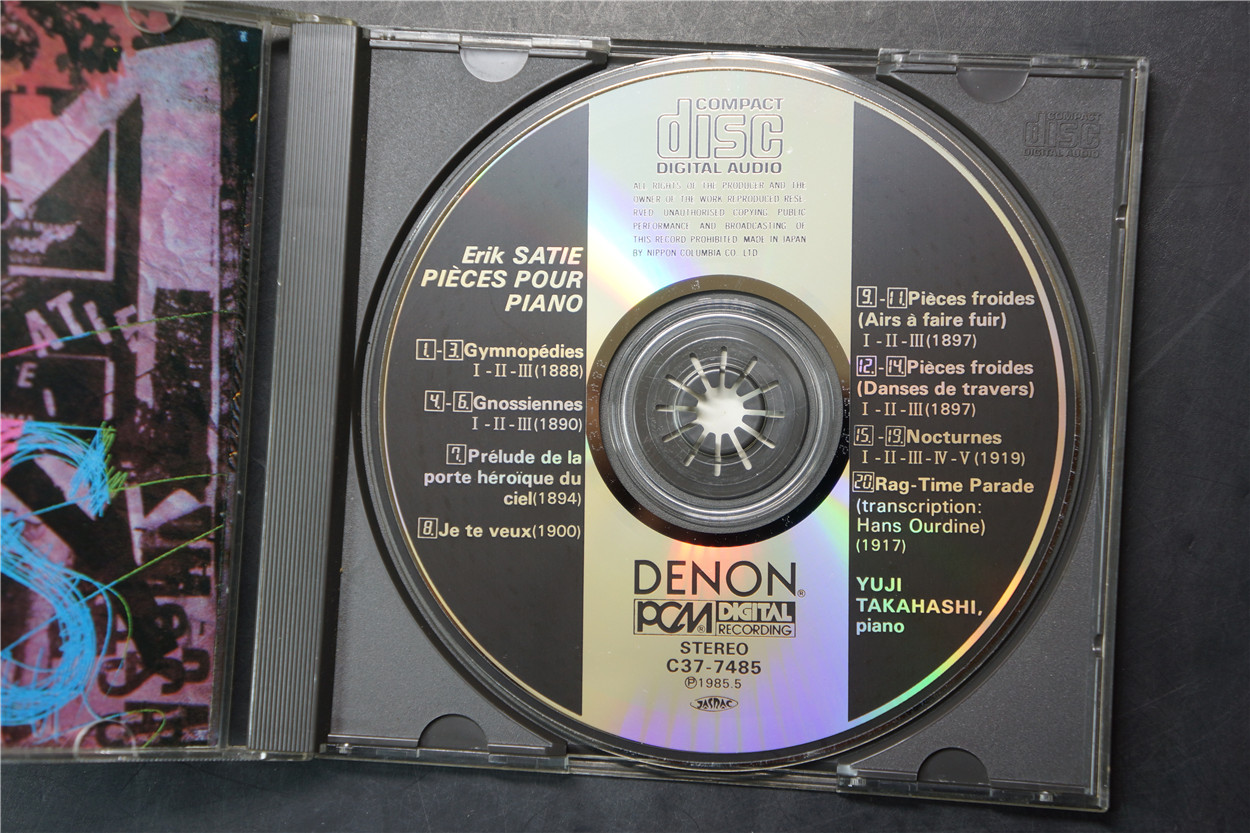 ATIE
E
COMPACT
disc
DIGITAL AUDIO
ALL RIGHTS OF THE PRODUCER AND THE
OWNER OF THE WORK REPRODUCED RESE-
RVED UNAUTHORISED COPYING PUBLIC
PERFORMANCE AND BROADCASTING OF
THIS RECORD PROHIBITED MADE IN JAPAN
BY NIPPON COLUMBIA CO. LTD
Erik SATIE
PIÈCES POUR
PIANO
1.-3.Gymnopédies
I-II-III(1888)
4.-6.Gnossiennes
I-II-III(1890)
7.Prélude de la
porte héroïque du
ciel(1894)
8.Je te veux(1900)
9.-11.Pièces froides
(Airs à faire fuir)
I-II-III(1897)
12.-14.Pièces froides
(Danses de travers)
I-II-III(1897)
15.-19.Nocturnes
I-II-III-IV-V(1919)
20.Rag-Time Parade
(transcription:
Hans Ourdine)
(1917)
YUJI
TAKAHASHI,
piano
DENON®
PCM® DIGITAL
RECORDING
STEREO
C37-7485
Ⓟ1985.5
JASRAC
COMPACT
disc
DIGITAL AUDIO